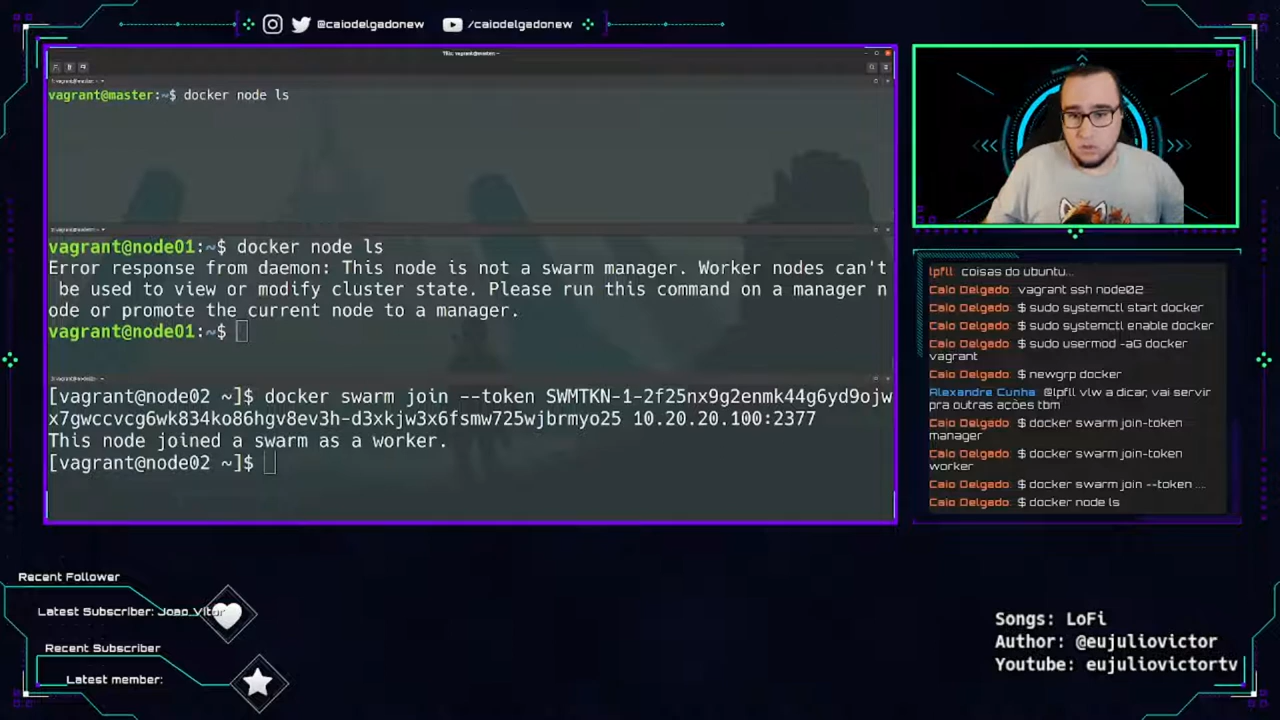 @caiodelgadonew
/caiodelgadonew
vagrant@master:~$ docker node ls
vagrant@node01:~$ docker node ls
Error response from daemon: This node is not a swarm manager. Worker nodes can't
be used to view or modify cluster state. Please run this command on a manager n
ode or promote the current node to a manager.
vagrant@node01:~$
[vagrant@node02 ~]$ docker swarm join --token SWMTKN-1-2f25nx9g2enmk44g6yd9ojw
x7gwccvcg6wk834ko86hgv8ev3h-d3xkjw3x6fsmw725wjbrmyo25 10.20.20.100:2377
This node joined a swarm as a worker.
[vagrant@node02 ~]$
lpfll coisas do ubuntu...
Caio Delgado vagrant ssh node02
Caio Delgado $ sudo systemctl start docker
Caio Delgado $ sudo systemctl enable docker
Caio Delgado $ sudo usermod -aG docker
vagrant
Caio Delgado $ newgrp docker
Alexandre Cunha @lpfll vlw a dicar, vai servir
pra outras ações tbm
Caio Delgado $ docker swarm join-token
manager
Caio Delgado $ docker swarm join-token
worker
Caio Delgado $ docker swarm join --token ...
Caio Delgado $ docker node ls
Recent Follower
Latest Subscriber: Joao Vitor
Recent Subscriber
Latest member:
Songs: LoFi
Author: @eujuliovictor
Youtube: eujuliovictortv